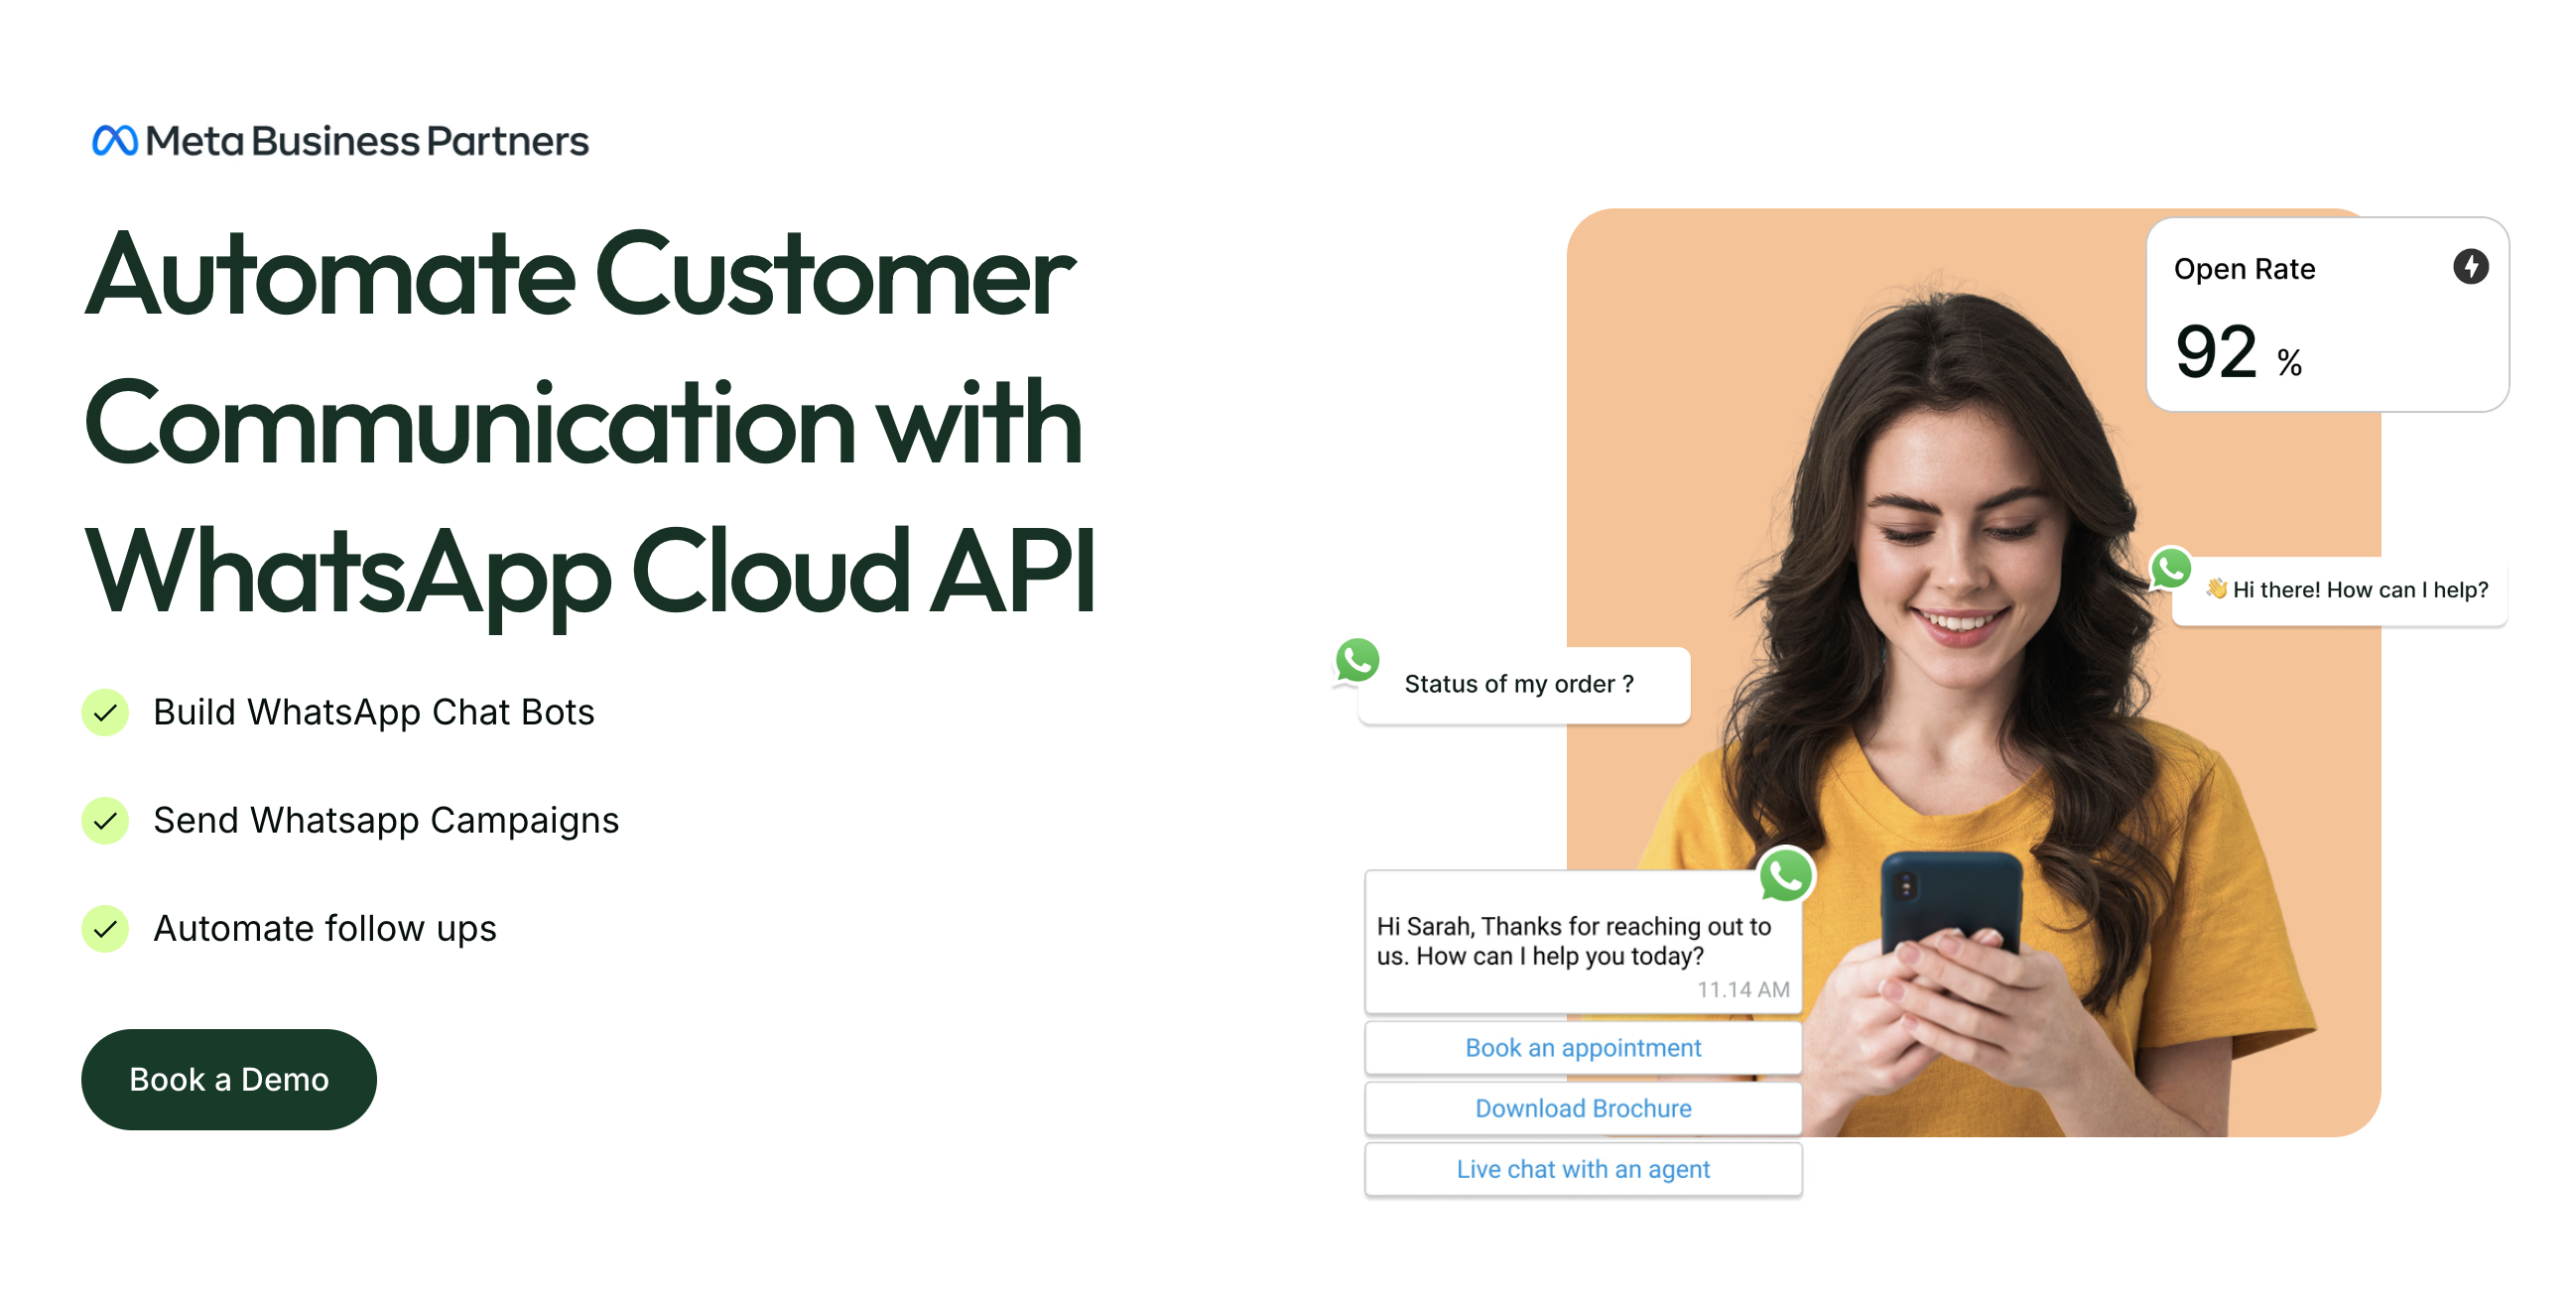 Meta Business Partners
Automate Customer
Communication with
WhatsApp Cloud API
Build WhatsApp Chat Bots
Send Whatsapp Campaigns
Automate follow ups
Book a Demo
Open Rate
92 %
👋 Hi there! How can I help?
Status of my order ?
Hi Sarah, Thanks for reaching out to
us. How can I help you today?
11.14 AM
Book an appointment
Download Brochure
Live chat with an agent